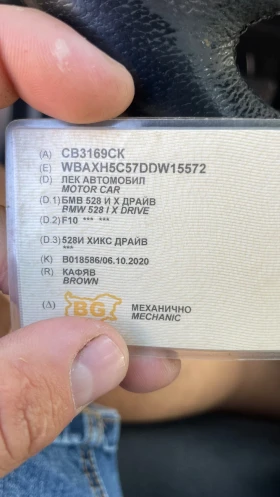 (A) CB3169CK
(E) WBAXH5C57DDW15572
(D) ЛЕК АВТОМОБИЛ
MOTOR CAR
(D.1) БМВ 528 И Х ДРАЙВ
BMW 528 I X DRIVE
(D.2) F10 *** ***
(D.3) 528И ХИКС ДРАЙВ
***
(K) B018586/06.10.2020
(R) КАФЯВ
BROWN
(Δ) BG МЕХАНИЧНО
MECHANIC